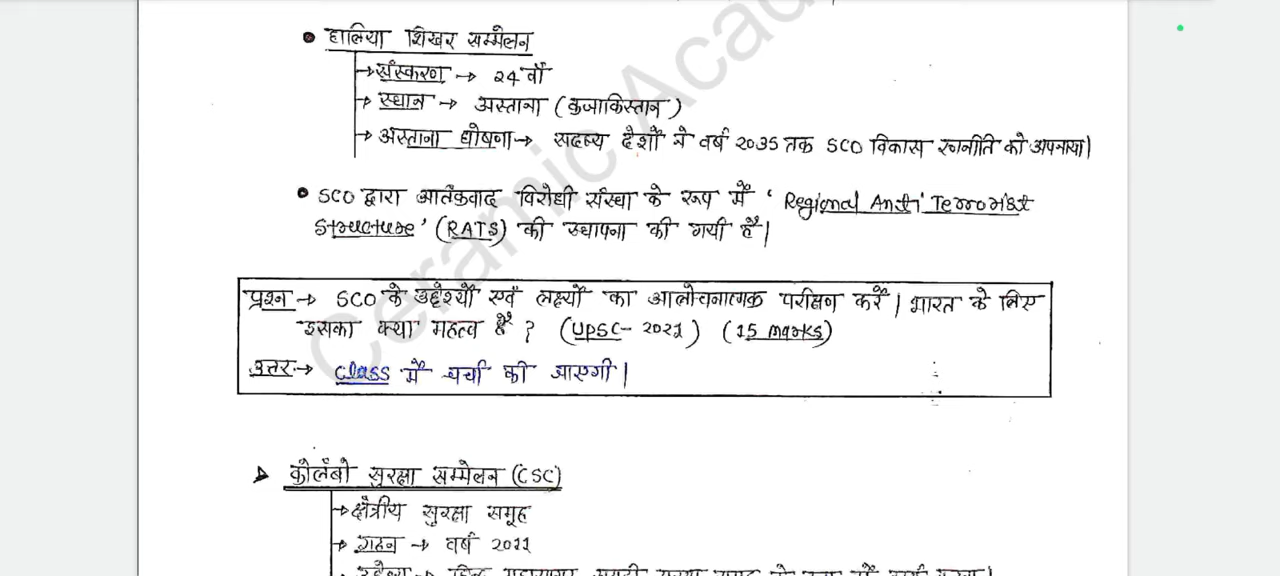 हालिया शिखर सम्मेलन
→ संस्करण → 24 वाँ
→ स्थान → अस्ताना (कजाकिस्तान)
→ अस्ताना घोषणा → सदस्य देशों ने वर्ष 2035 तक SCO विकास रणनीति को अपनाया।
• SCO द्वारा आतंकवाद विरोधी संस्था के रूप में 'Regional Anti Terrorist
Structure' (RATS) की स्थापना की गयी है।
प्रश्न → SCO के उद्देश्यों एवं लक्ष्यों का आलोचनात्मक परीक्षण करें। भारत के लिए
इसका क्या महत्व है? (UPSC- 2021) (15 Marks)
उत्तर → Class में चर्चा की जाएगी।
कोलंबो सुरक्षा सम्मेलन (CSC)
→ क्षेत्रीय सुरक्षा समूह
→ गठन → वर्ष 2011
Ceramic Acad